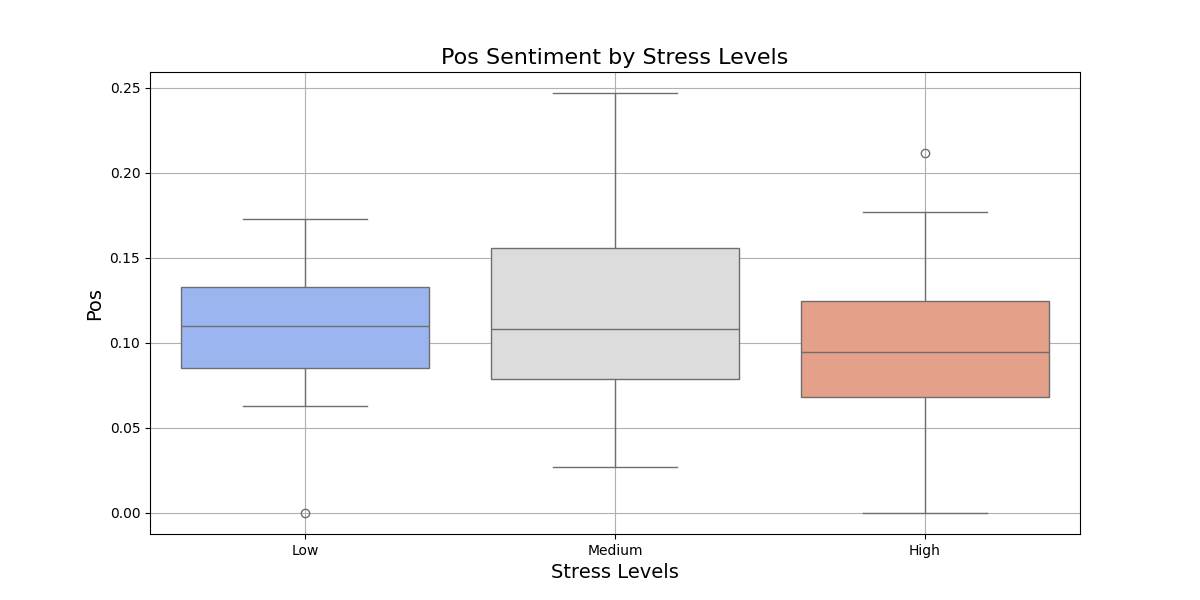 Pos Sentiment by Stress Levels
0.25
0.20
0.15
0.10
0.05
0.00
Pos
Low
Medium
High
Stress Levels